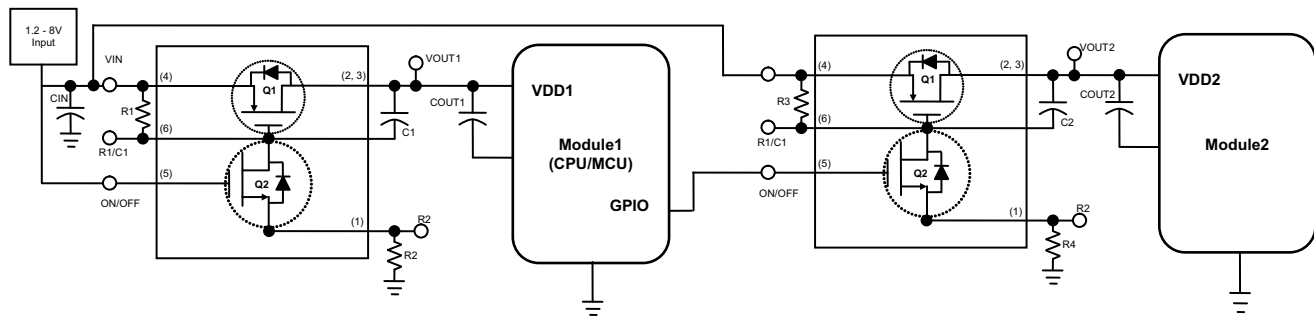 1.2 - 8V
Input
VIN
CIN
R1
R1/C1
ON/OFF
(4)
(6)
(5)
Q1
Q2
(2, 3)
(1)
R2
R2
C1
VOUT1
COUT1
VDD1
Module1
(CPU/MCU)
GPIO
R3
R1/C1
ON/OFF
(4)
(6)
(5)
Q1
Q2
(2, 3)
(1)
R2
R4
C2
VOUT2
COUT2
VDD2
Module2